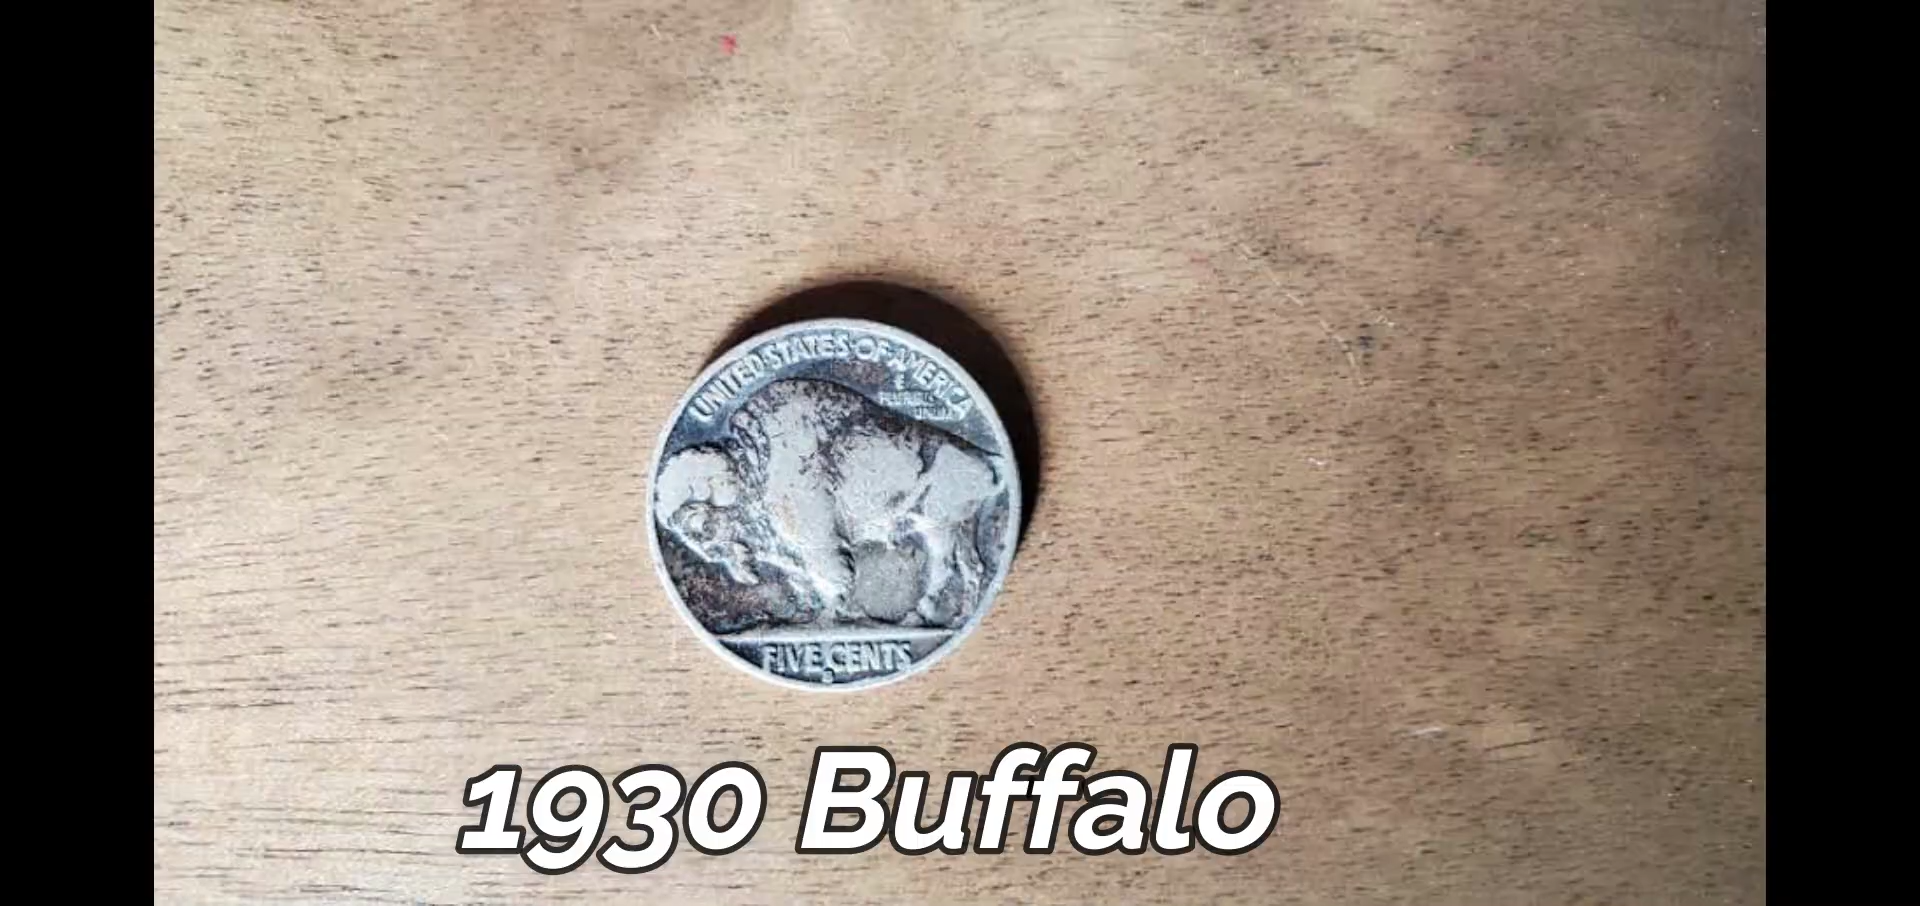 UNITED STATES OF AMERICA
E
PLURIBUS
UNUM
FIVE CENTS
S
1930 Buffalo